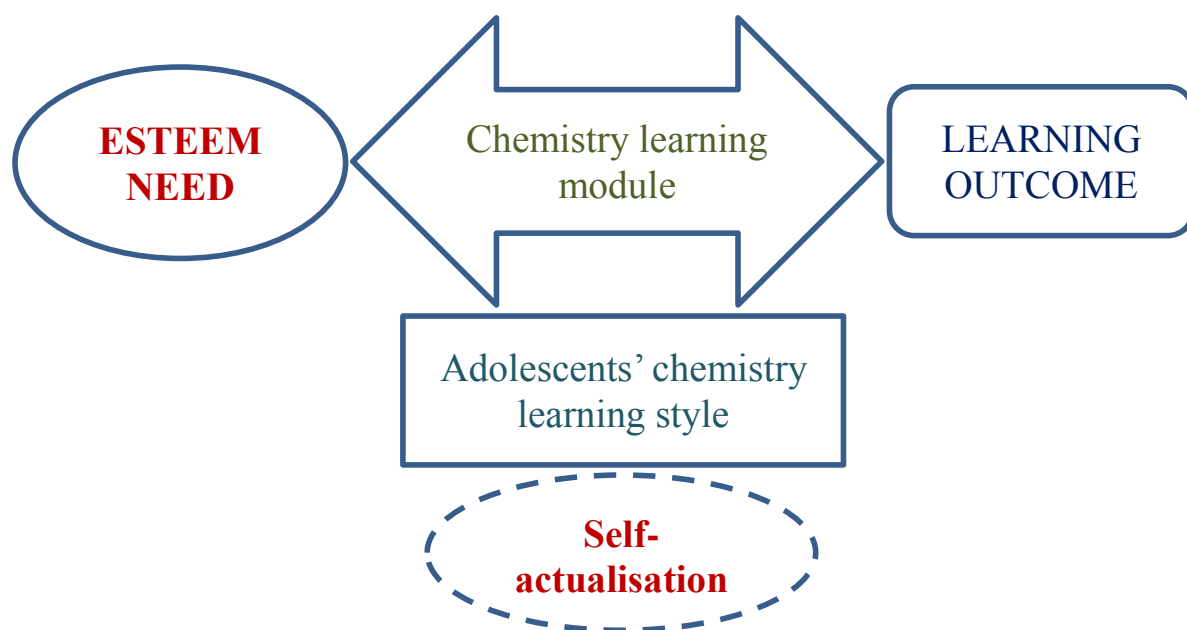 ESTEEM
NEED
Chemistry learning
module
LEARNING
OUTCOME
Adolescents’ chemistry
learning style
Self-
actualisation